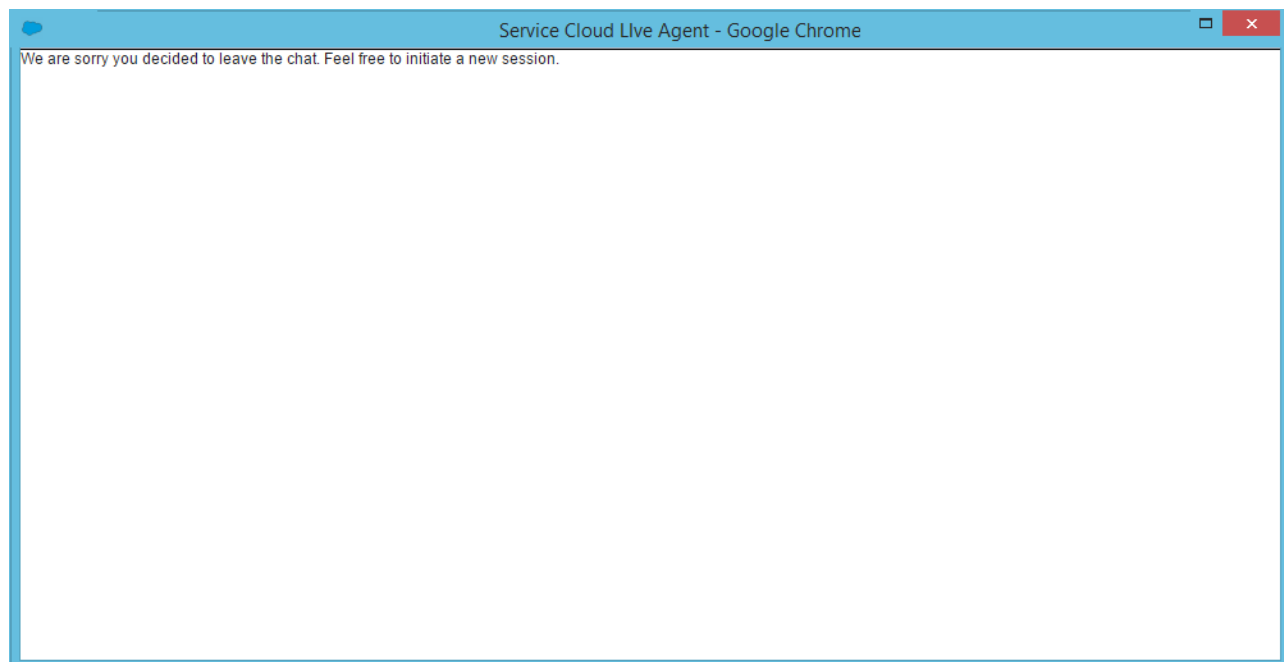 Service Cloud LIve Agent - Google Chrome
We are sorry you decided to leave the chat. Feel free to initiate a new session.